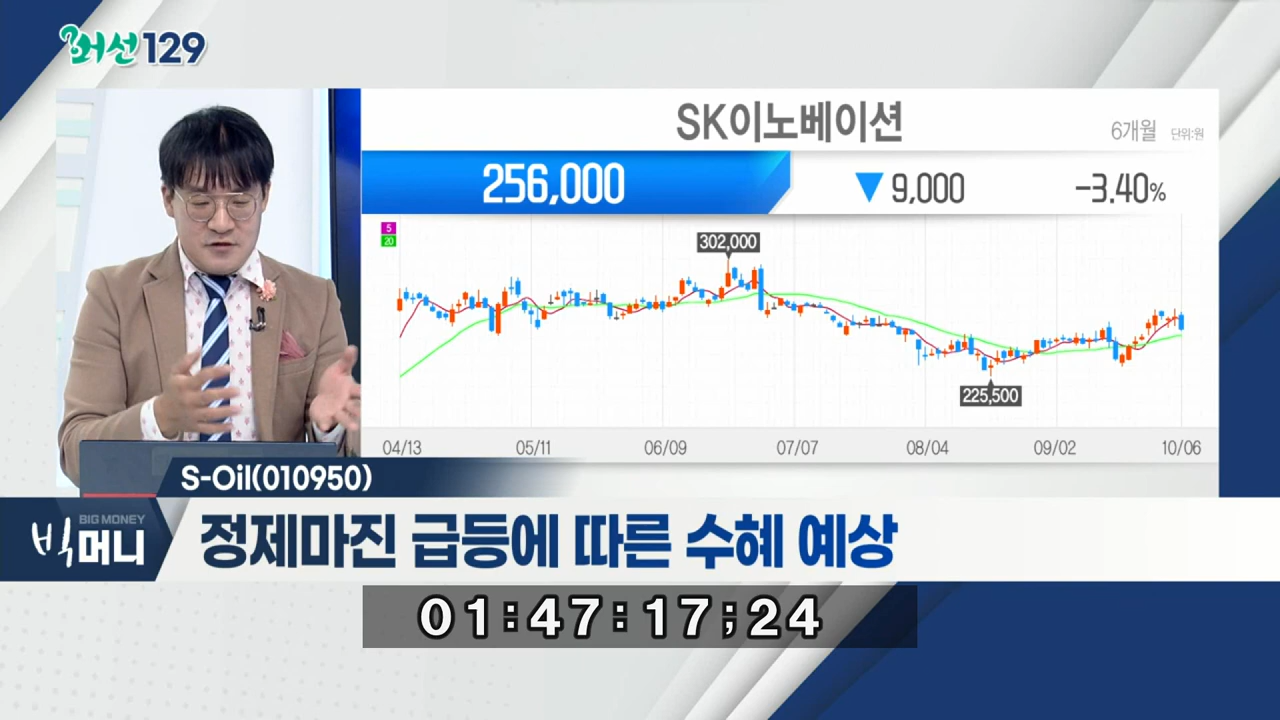 머선129
SK이노베이션
6개월 단위:원
256,000 ▼ 9,000 -3.40%
5
20
302,000
225,500
04/13 05/11 06/09 07/07 08/04 09/02 10/06
S-Oil(010950)
BIG MONEY
빅머니
정제마진 급등에 따른 수혜 예상
01:47:17;24